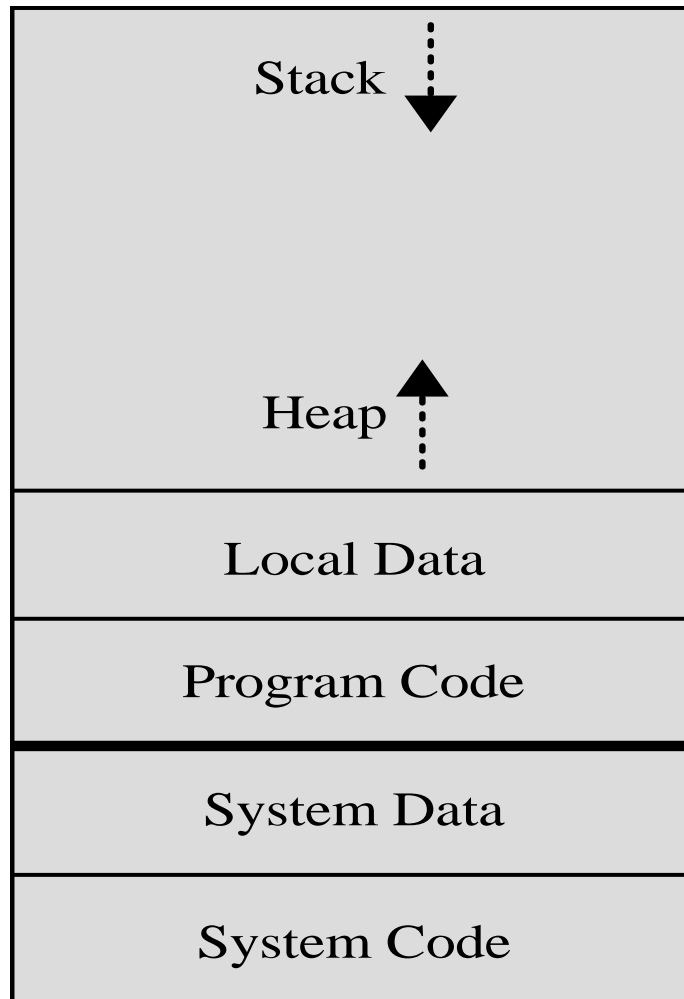 Stack
Heap
Local Data
Program Code
System Data
System Code